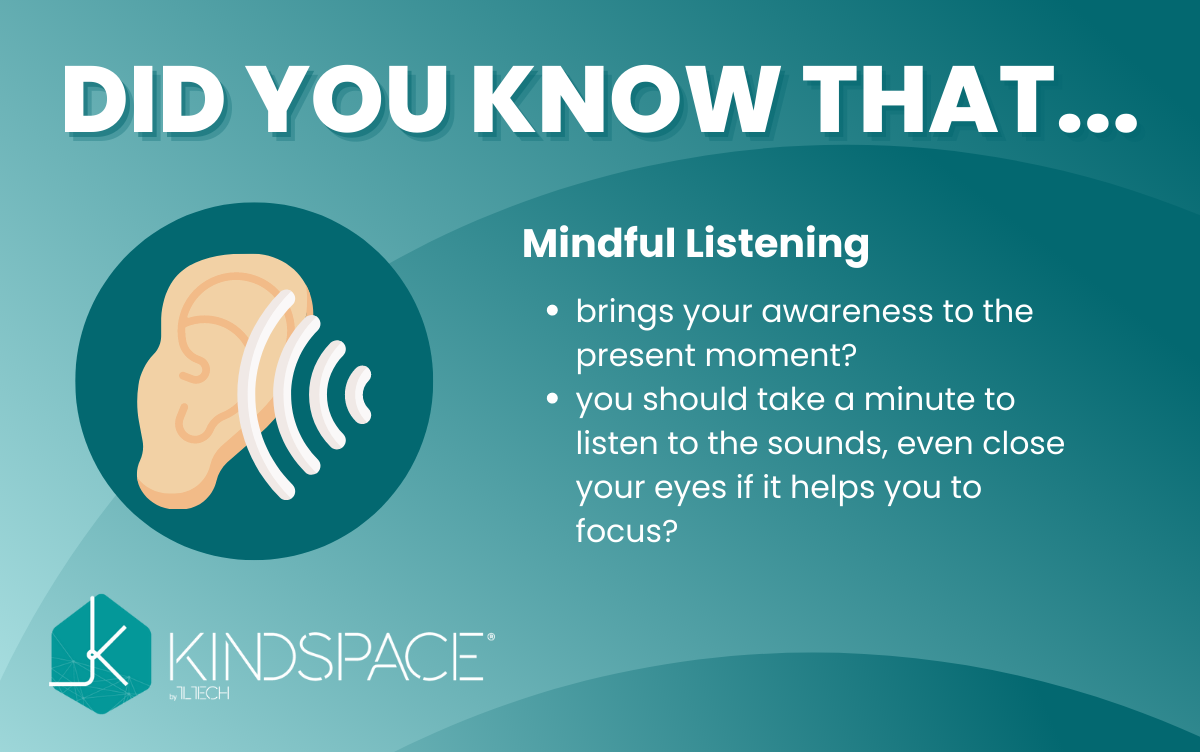 DID YOU KNOW THAT...
Mindful Listening
• brings your awareness to the
present moment?
• you should take a minute to
listen to the sounds, even close
your eyes if it helps you to
focus?
KINDSPACE®
by 1LTECH